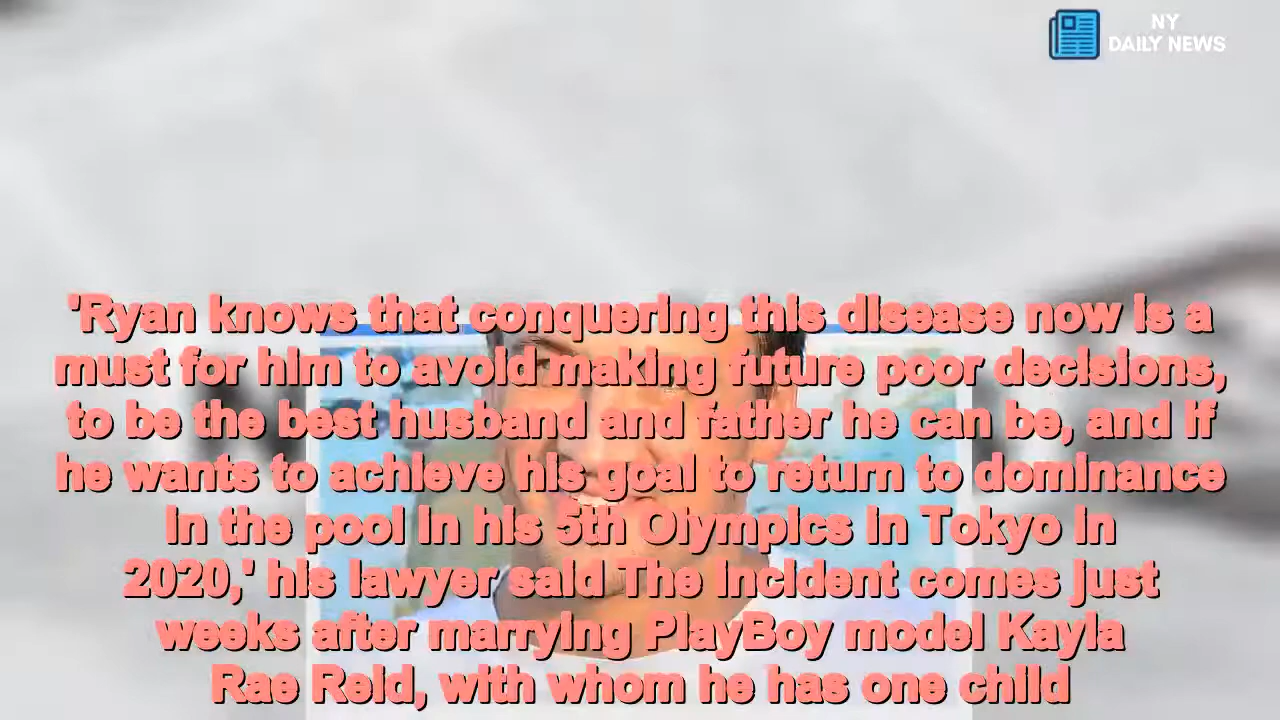 NY
DAILY NEWS
'Ryan knows that conquering this disease now is a
must for him to avoid making future poor decisions,
to be the best husband and father he can be, and if
he wants to achieve his goal to return to dominance
in the pool in his 5th Olympics in Tokyo in
2020,' his lawyer said The incident comes just
weeks after marrying PlayBoy model Kayla
Rae Reid, with whom he has one child